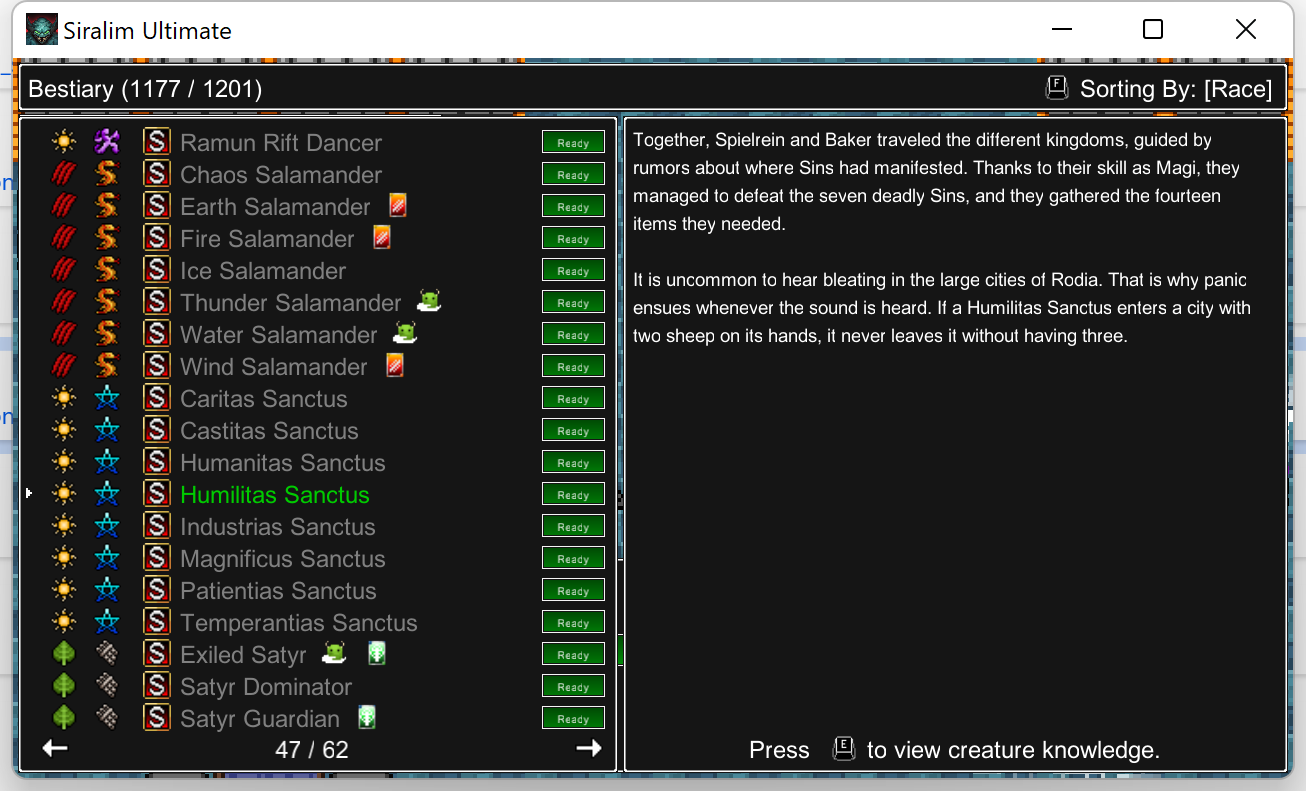 Siralim Ultimate
Bestiary (1177 / 1201)
F Sorting By: [Race]
S Ramun Rift Dancer Ready
S Chaos Salamander Ready
S Earth Salamander Ready
S Fire Salamander Ready
S Ice Salamander Ready
S Thunder Salamander Ready
S Water Salamander Ready
S Wind Salamander Ready
S Caritas Sanctus Ready
S Castitas Sanctus Ready
S Humanitas Sanctus Ready
S Humilitas Sanctus Ready
S Industrias Sanctus Ready
S Magnificus Sanctus Ready
S Patientias Sanctus Ready
S Temperantias Sanctus Ready
S Exiled Satyr Ready
S Satyr Dominator Ready
S Satyr Guardian Ready
47 / 62
Together, Spielrein and Baker traveled the different kingdoms, guided by
rumors about where Sins had manifested. Thanks to their skill as Magi, they
managed to defeat the seven deadly Sins, and they gathered the fourteen
items they needed.
It is uncommon to hear bleating in the large cities of Rodia. That is why panic
ensues whenever the sound is heard. If a Humilitas Sanctus enters a city with
two sheep on its hands, it never leaves it without having three.
Press E to view creature knowledge.